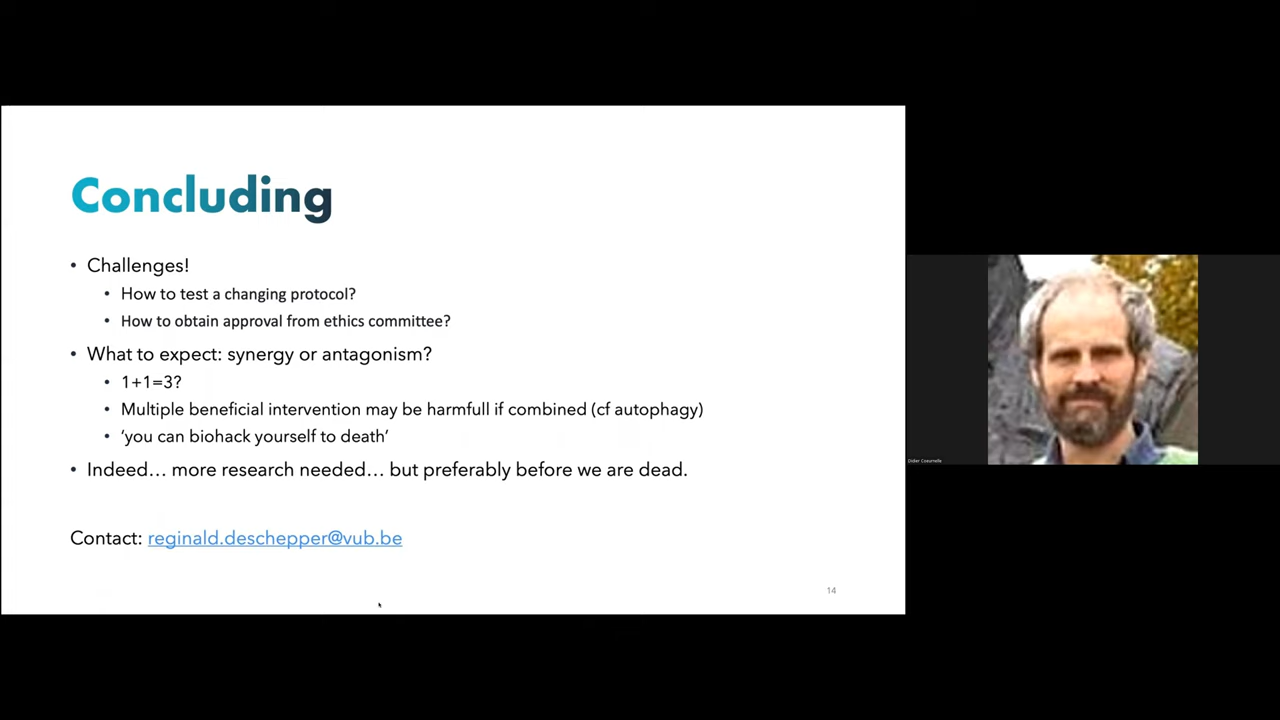 Concluding
• Challenges!
• How to test a changing protocol?
• How to obtain approval from ethics committee?
• What to expect: synergy or antagonism?
• 1+1=3?
• Multiple beneficial intervention may be harmfull if combined (cf autophagy)
• ‘you can biohack yourself to death’
• Indeed… more research needed… but preferably before we are dead.
Contact: reginald.deschepper@vub.be
14
Didier Coeurnelle